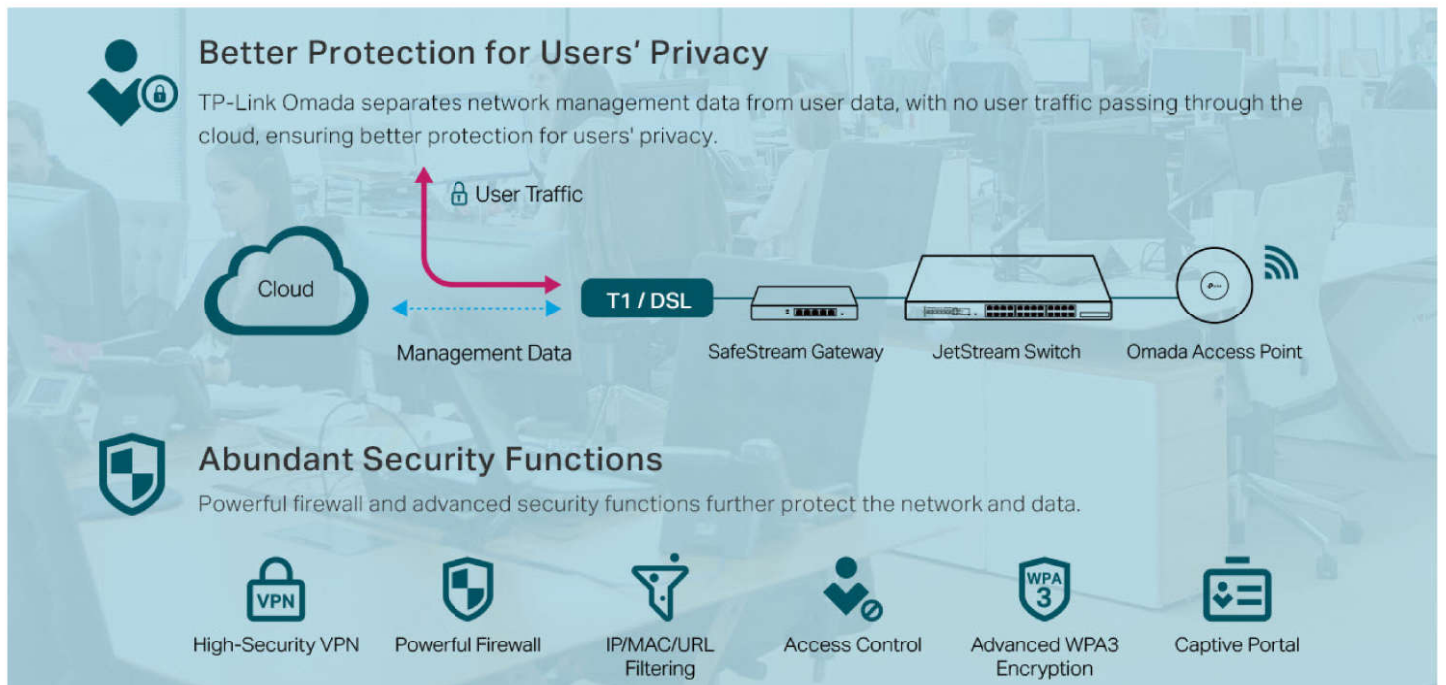 Better Protection for Users' Privacy
TP-Link Omada separates network management data from user data, with no user traffic passing through the
cloud, ensuring better protection for users' privacy.
User Traffic
Cloud
T1 / DSL
Management Data
SafeStream Gateway
JetStream Switch
Omada Access Point
Abundant Security Functions
Powerful firewall and advanced security functions further protect the network and data.
VPN
WPA
3
High-Security VPN
Powerful Firewall
IP/MAC/URL
Filtering
Access Control
Advanced WPA3
Encryption
Captive Portal